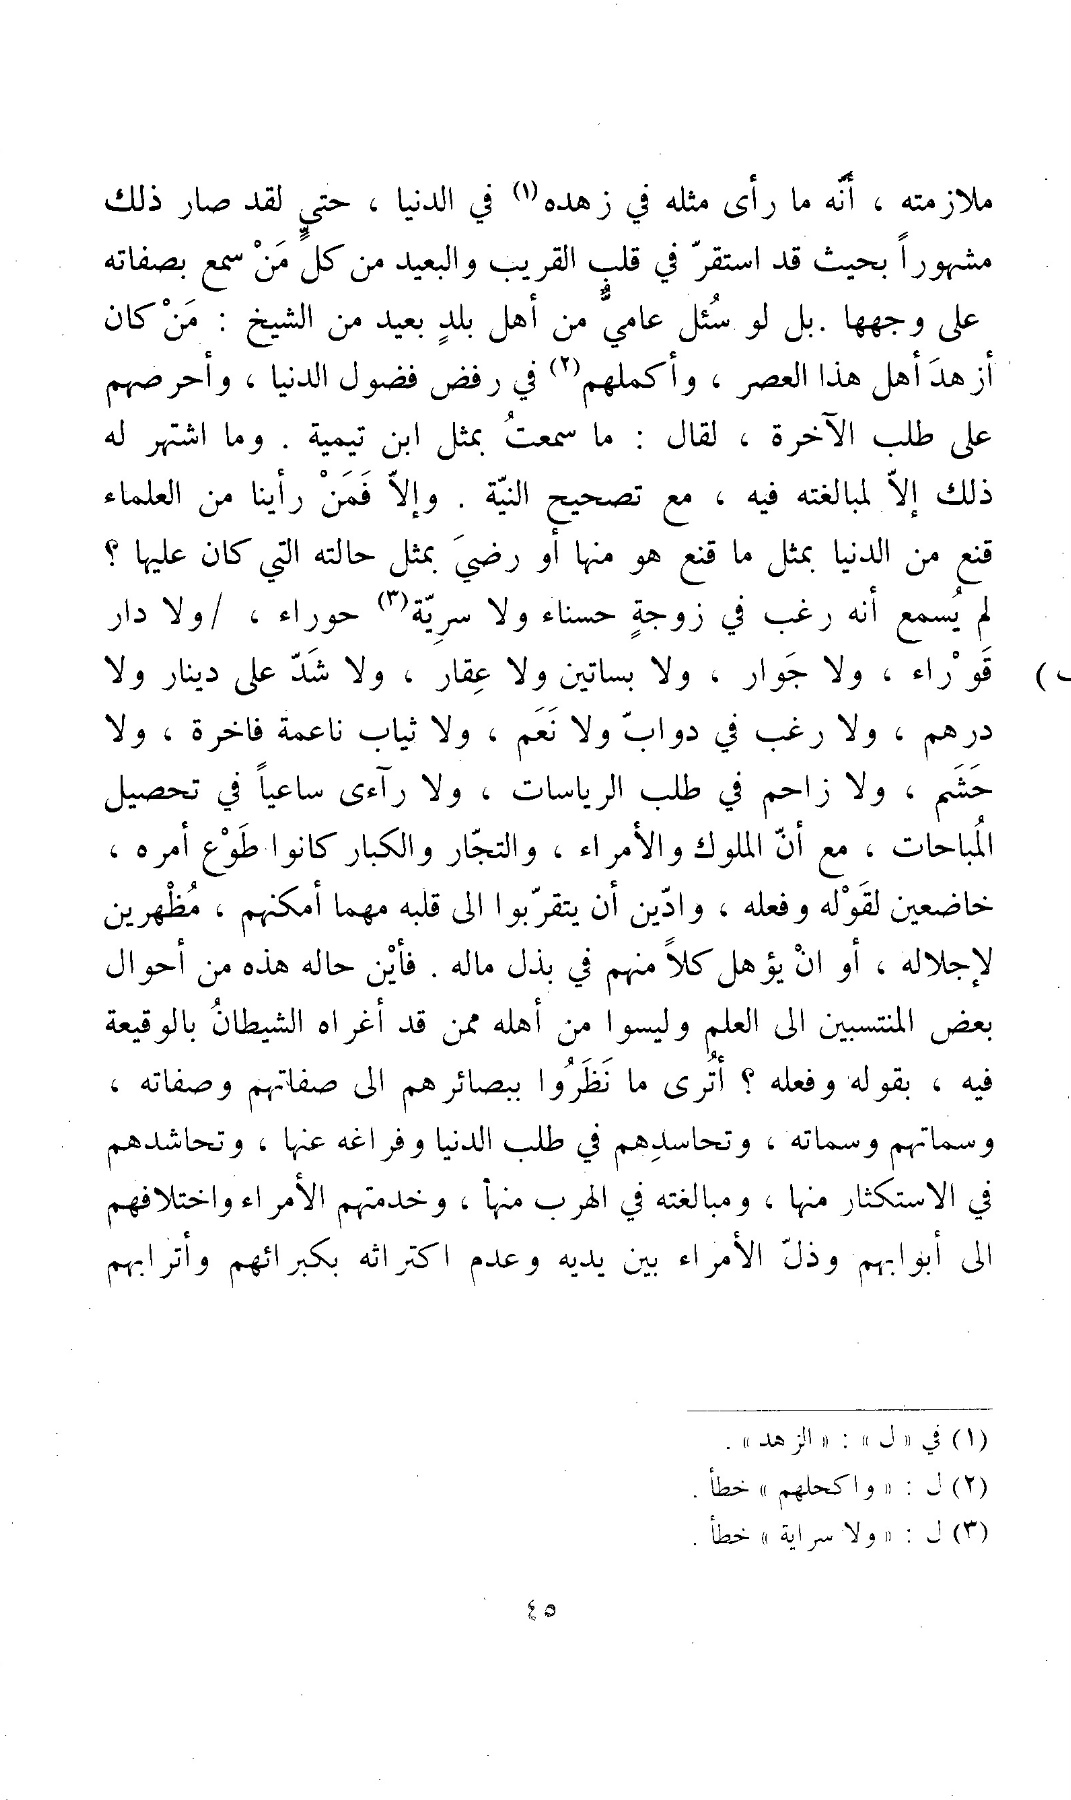 ملازمته ، أنّه ما رأى مثله في زهده(١) في الدنيا ، حتى لقد صار ذلك
مشهوراً بحيث قد استقرّ في قلب القريب والبعيد من كلٍّ مَنْ سمع بصفاته
على وجهها . بل لو سُئل عاميٌّ من أهل بلدٍ بعيد من الشيخ : مَنْ كان
أزهدَ أهل هذا العصر ، وأكملهم(٢) في رفض فضول الدنيا ، وأحرصهم
على طلب الآخرة ، لقال : ما سمعتُ بمثل ابن تيمية . وما اشتهر له
ذلك إلاّ لمبالغته فيه ، مع تصحيح النيّة . وإلاّ فَمَنْ رأينا من العلماء
قنع من الدنيا بمثل ما قنع هو منها أو رضيَ بمثل حالته التي كان عليها ؟
لم يُسمع أنه رغب في زوجةٍ حسناء ولا سرِيّة(٣) حوراء ، /ولا دار
قَوْراء ، ولا جَوار ، ولا بساتين ولا عِقار ، ولا شَدّ على دينار ولا
درهم ، ولا رغب في دوابّ ولا نَعَم ، ولا ثياب ناعمة فاخرة ، ولا
حَشَم ، ولا زاحم في طلب الرياسات ، ولا رآءى ساعياً في تحصيل
المُباحات ، مع أنّ الملوك والأمراء ، والتجّار والكبار كانوا طَوْع أمره ،
خاضعين لقَوْله وفعله ، وادّين أن يتقرّبوا الى قلبه مهما أمكنهم ، مُظْهرين
لإجلاله ، أو انْ يؤهل كلاً منهم في بذل ماله . فأيْن حاله هذه من أحوال
بعض المنتسبين الى العلم وليسوا من أهله ممن قد أغراه الشيطانُ بالوقيعة
فيه ، بقوله وفعله ؟ أتُرى ما نَظَرُوا ببصائرهم الى صفاتهم وصفاته ،
وسماتهم وسماته ، وتحاسدِهم في طلب الدنيا وفراغه عنها ، وتحاشدهم
في الاستكثار منها ، ومبالغته في الهرب منها ، وخدمتهم الأمراء واختلافهم
الى أبوابهم وذلّ الأمراء بين يديه وعدم اكتراثه بكبرائهم وأترابهم
(١) في « ل » : « الزهد » .
(٢) ل : « واكحلهم » خطأ .
(٣) ل : « ولا سراية » خطأ .
٤٥